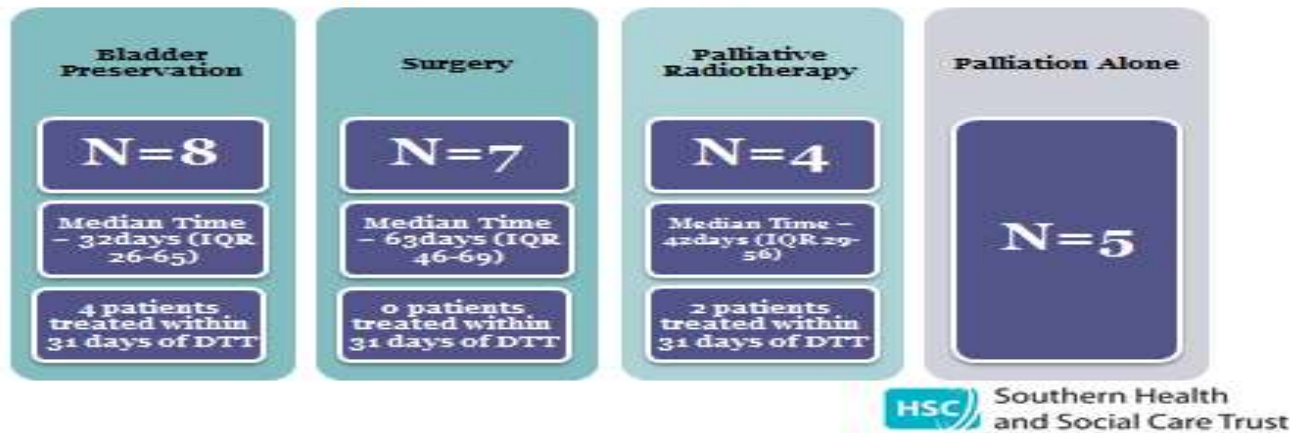 Bladder
Preservation
N=8
Median Time
– 32days (IQR
26-65)
4 patients
treated within
31 days of DTT
Surgery
N=7
Median Time
– 63days (IQR
46-69)
0 patients
treated within
31 days of DTT
Palliative
Radiotherapy
N=4
Median Time –
42days (IQR 29-
56)
2 patients
treated within
31 days of DTT
Palliation Alone
N=5
HSC
Southern Health
and Social Care Trust